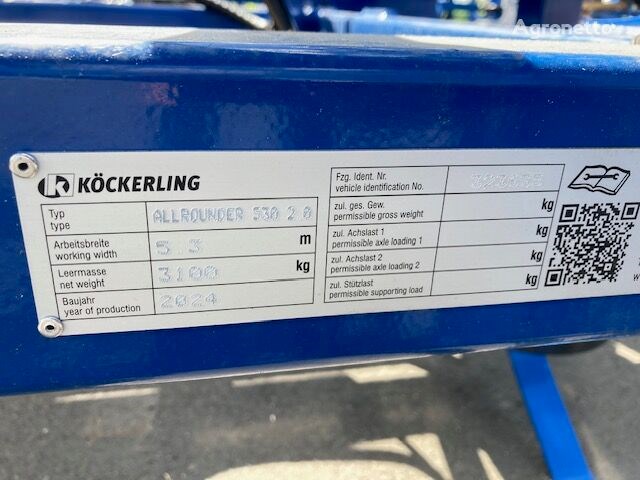 Agronetto
KÖCKERLING
Typ
type
ALLROUNDER 530 2 0
Arbeitsbreite
working width
5.3 m
Leermasse
net weight
3100 kg
Baujahr
year of production
2024
Fzg. Ident. Nr.
vehicle identification No.
zul. ges. Gew.
permissible gross weight
kg
zul. Achslast 1
permissible axle loading 1
kg
zul. Achslast 2
permissible axle loading 2
kg
zul. Stützlast
permissible supporting load
kg